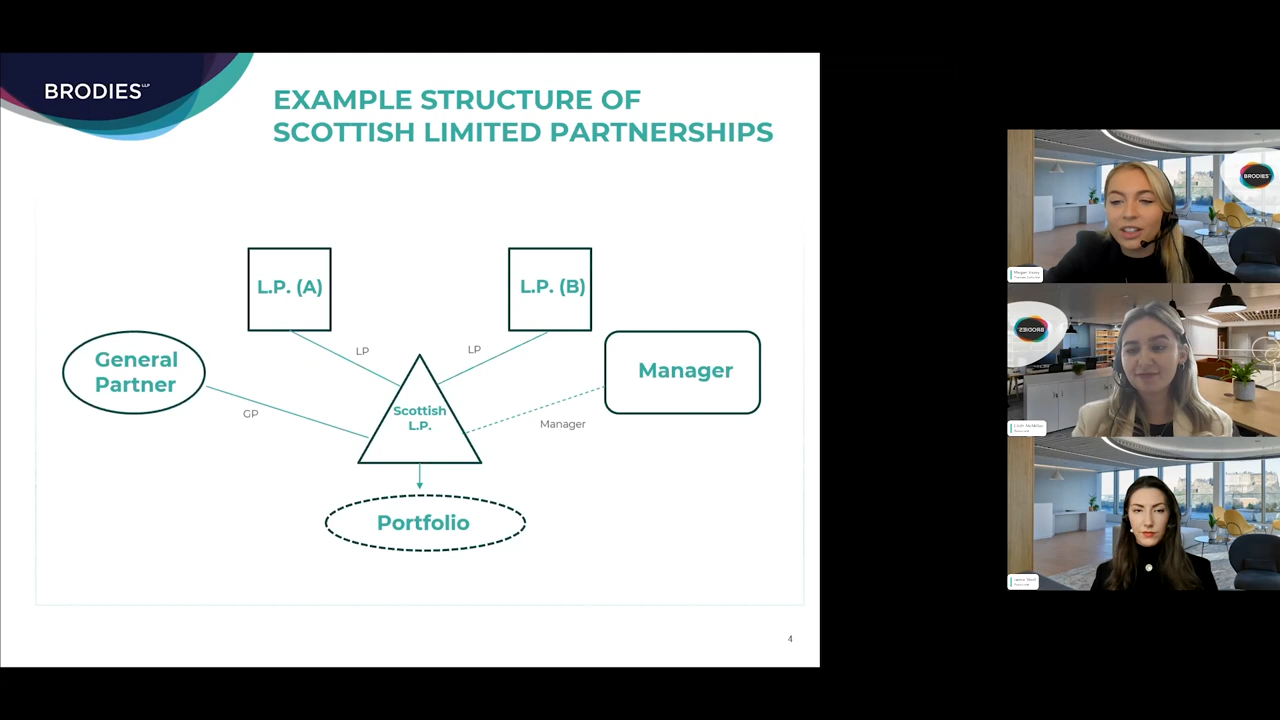 BRODIES LLP
EXAMPLE STRUCTURE OF
SCOTTISH LIMITED PARTNERSHIPS
L.P. (A)
L.P. (B)
General
Partner
LP
LP
Manager
Scottish
L.P.
GP
Manager
Portfolio
4
BRODIES
BRODIES